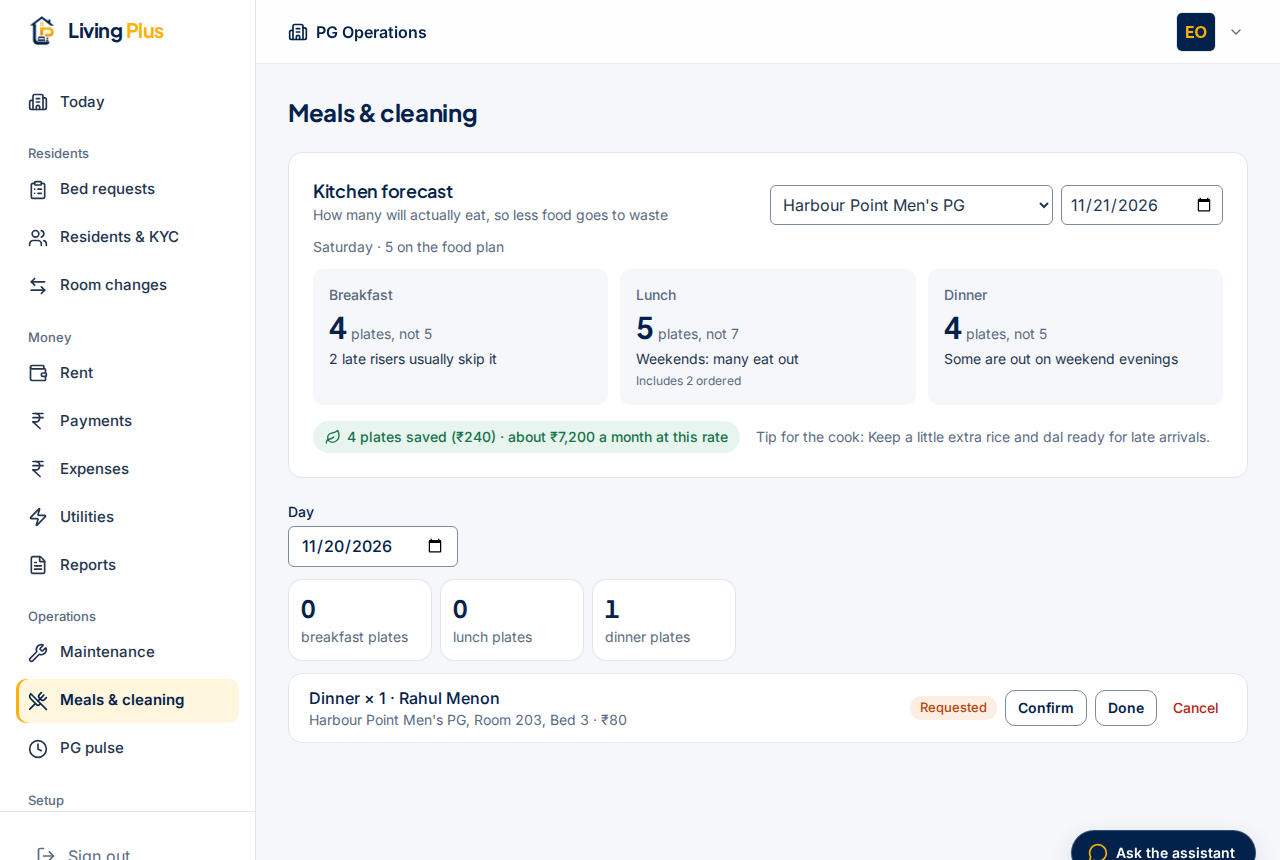 Living Plus
PG Operations
EO
Today
Residents
Bed requests
Residents & KYC
Room changes
Money
Rent
Payments
Expenses
Utilities
Reports
Operations
Maintenance
Meals & cleaning
PG pulse
Setup
Sign out
Meals & cleaning
Kitchen forecast
How many will actually eat, so less food goes to waste
Harbour Point Men's PG
11/21/2026
Saturday · 5 on the food plan
Breakfast
4 plates, not 5
2 late risers usually skip it
Lunch
5 plates, not 7
Weekends: many eat out
Includes 2 ordered
Dinner
4 plates, not 5
Some are out on weekend evenings
4 plates saved (₹240) · about ₹7,200 a month at this rate
Tip for the cook: Keep a little extra rice and dal ready for late arrivals.
Day
11/20/2026
0
breakfast plates
0
lunch plates
1
dinner plates
Dinner × 1 · Rahul Menon
Harbour Point Men's PG, Room 203, Bed 3 · ₹80
Requested
Confirm
Done
Cancel
Ask the assistant